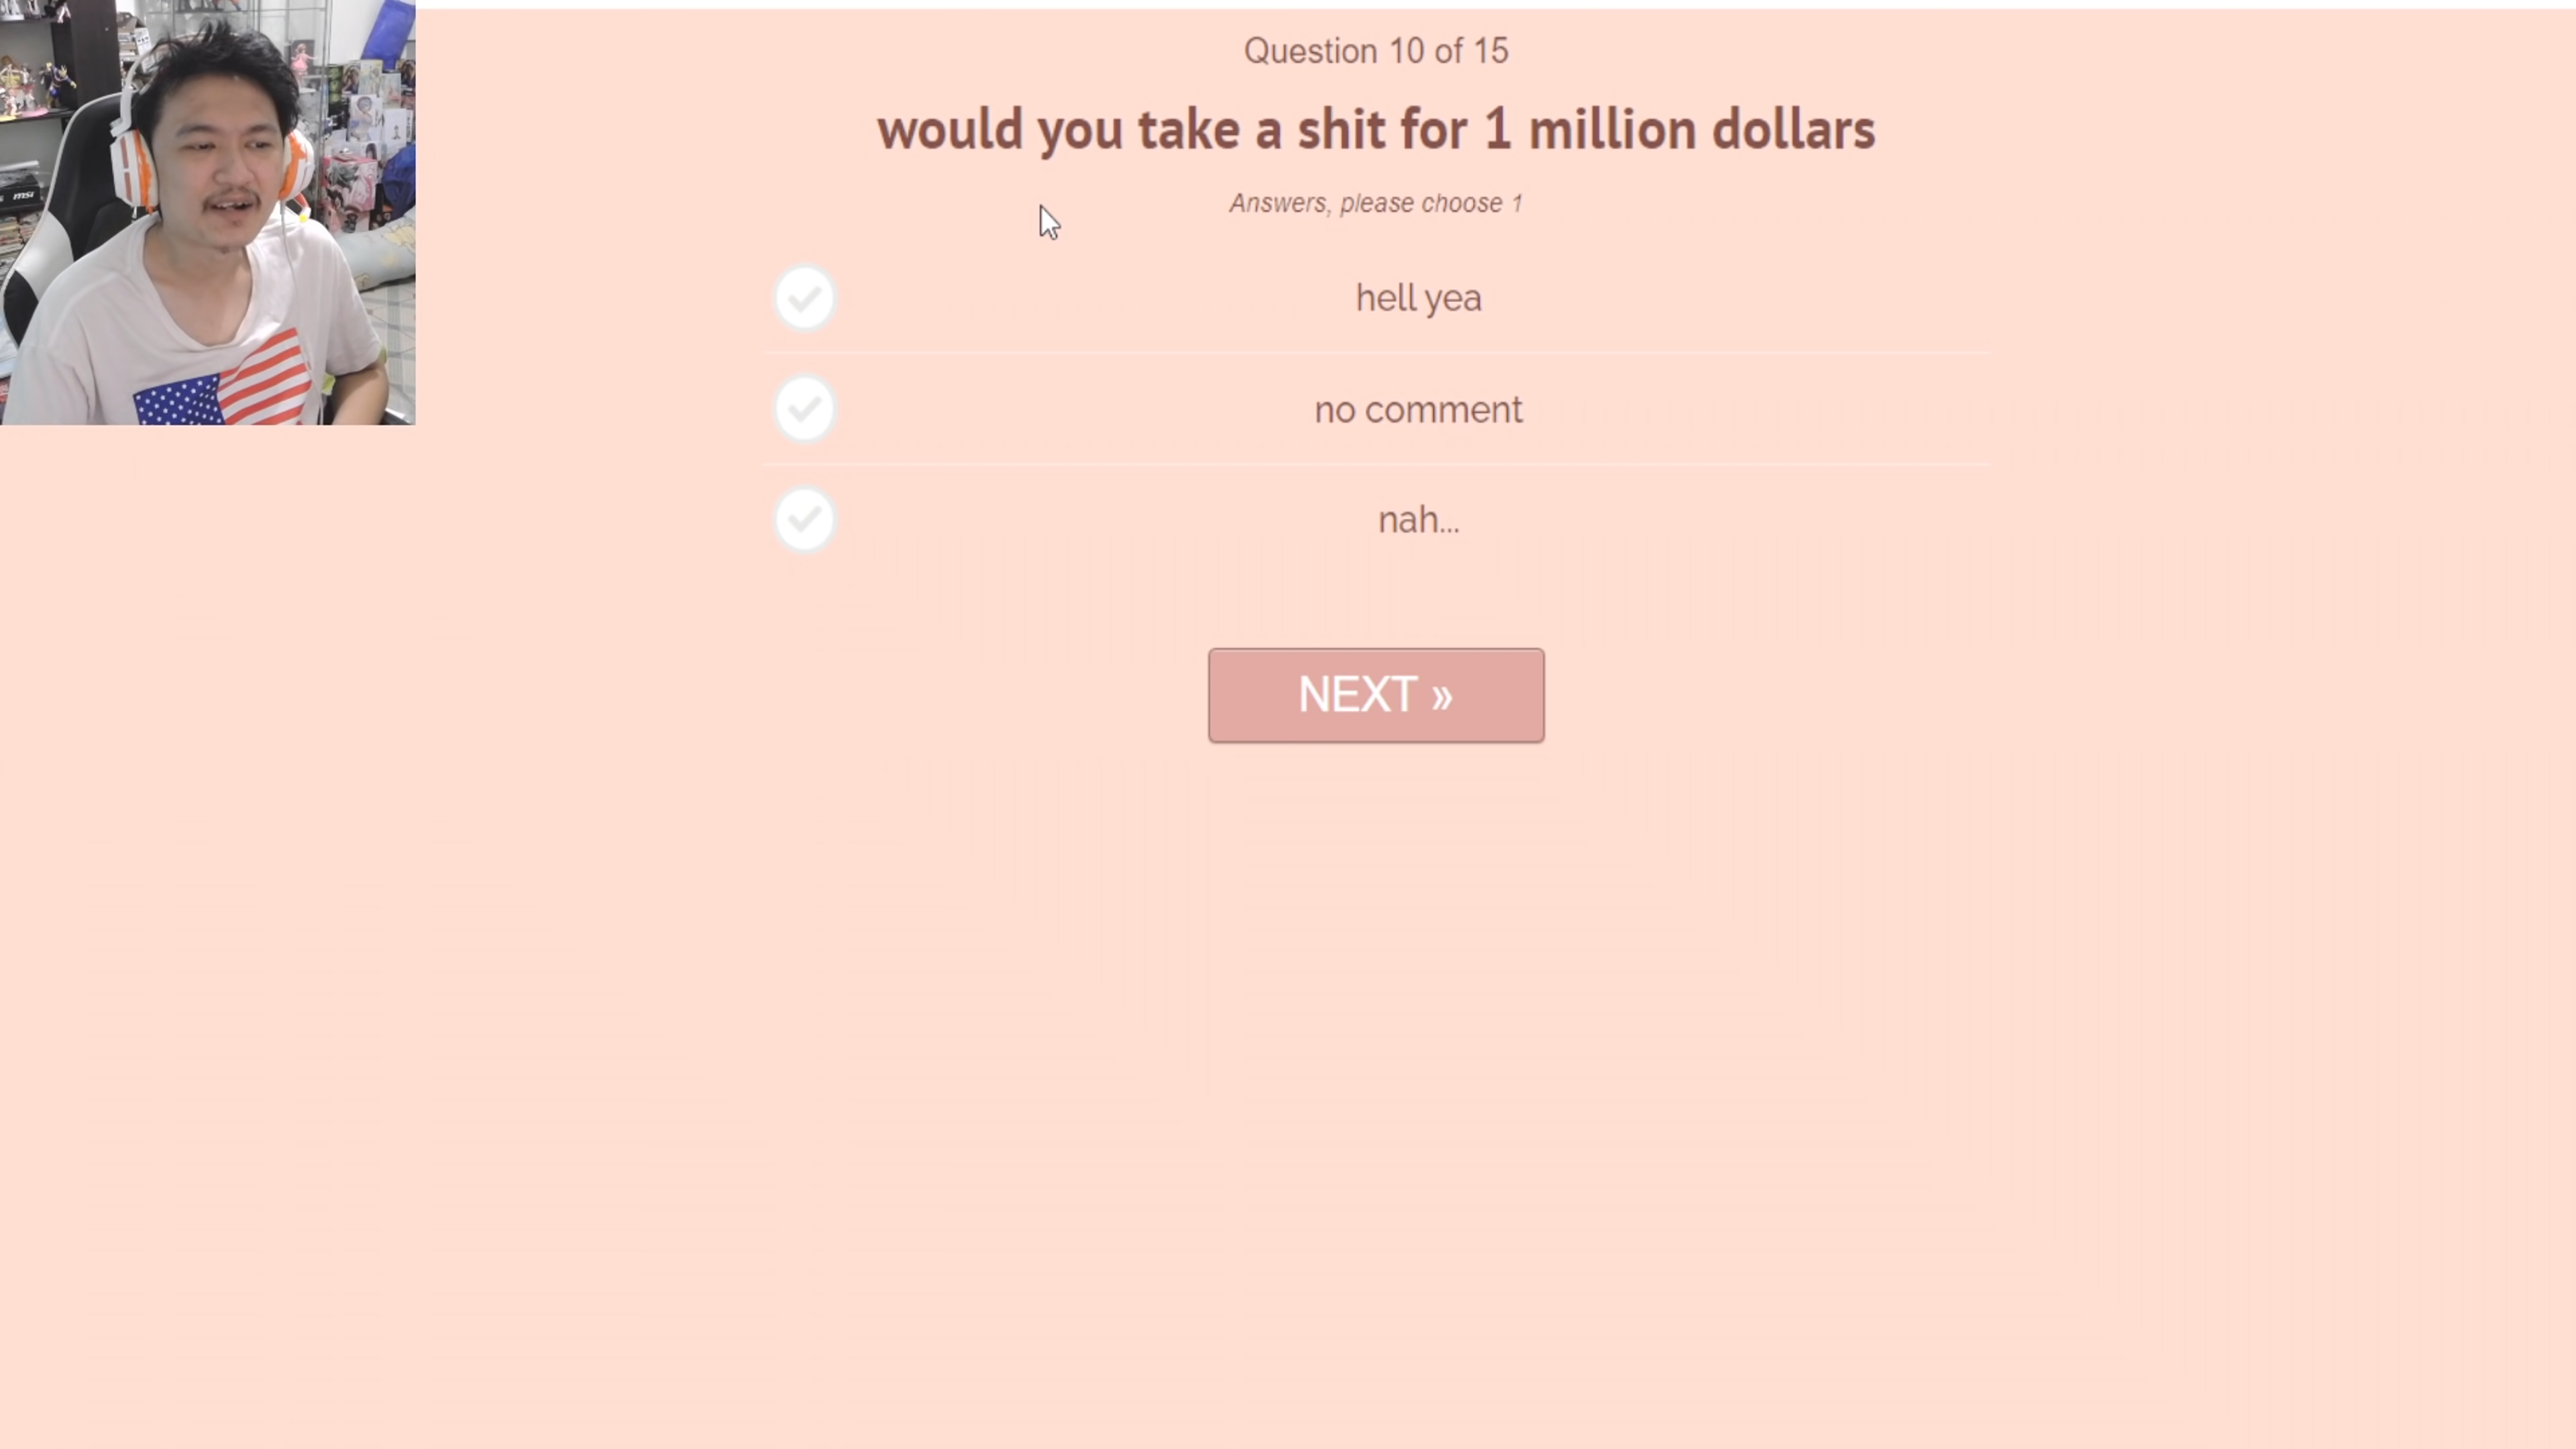 msi
Question 10 of 15
would you take a shit for 1 million dollars
Answers, please choose 1
hell yea
no comment
nah...
NEXT »